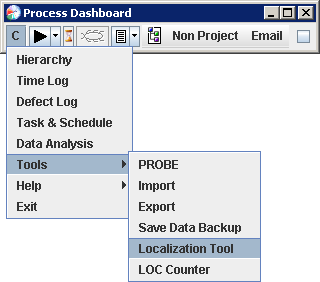 Process Dashboard
C
Non Project
Email
Hierarchy
Time Log
Defect Log
Task & Schedule
Data Analysis
Tools
Help
Exit
PROBE
Import
Export
Save Data Backup
Localization Tool
LOC Counter